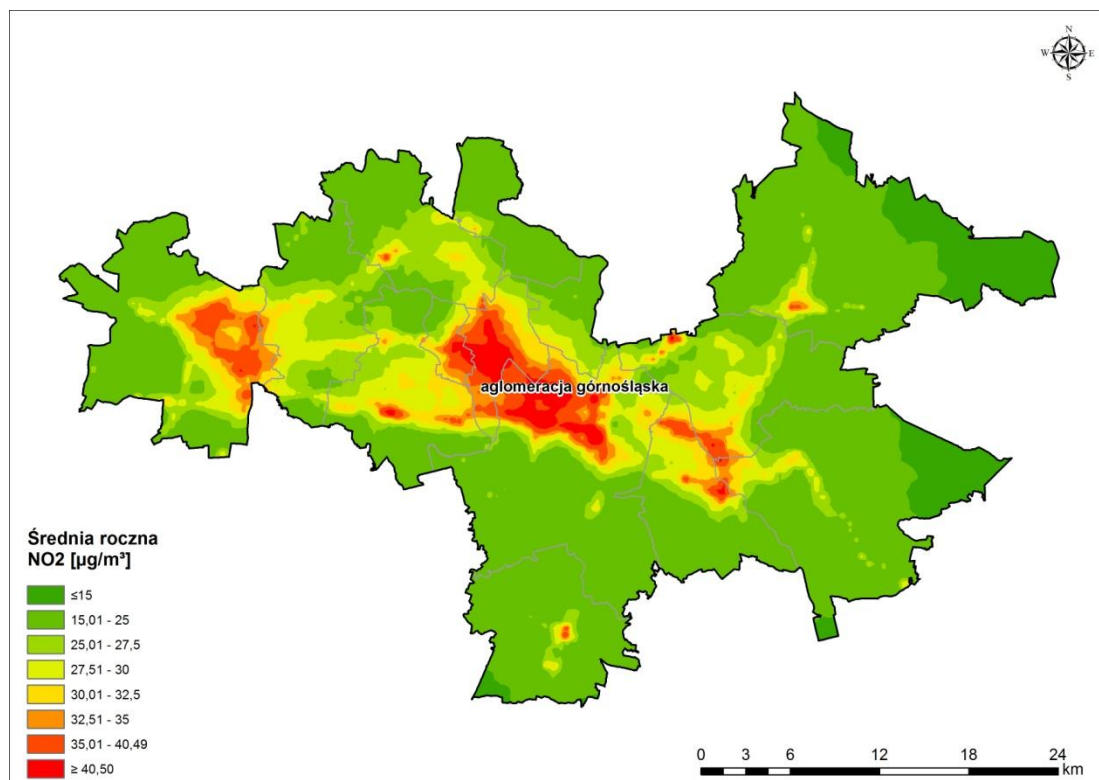 N
W E
S
aglomeracja górnośląska
Średnia roczna
NO2 [µg/m³]
≤15
15,01 - 25
25,01 - 27,5
27,51 - 30
30,01 - 32,5
32,51 - 35
35,01 - 40,49
≥ 40,50
0 3 6 12 18 24
km